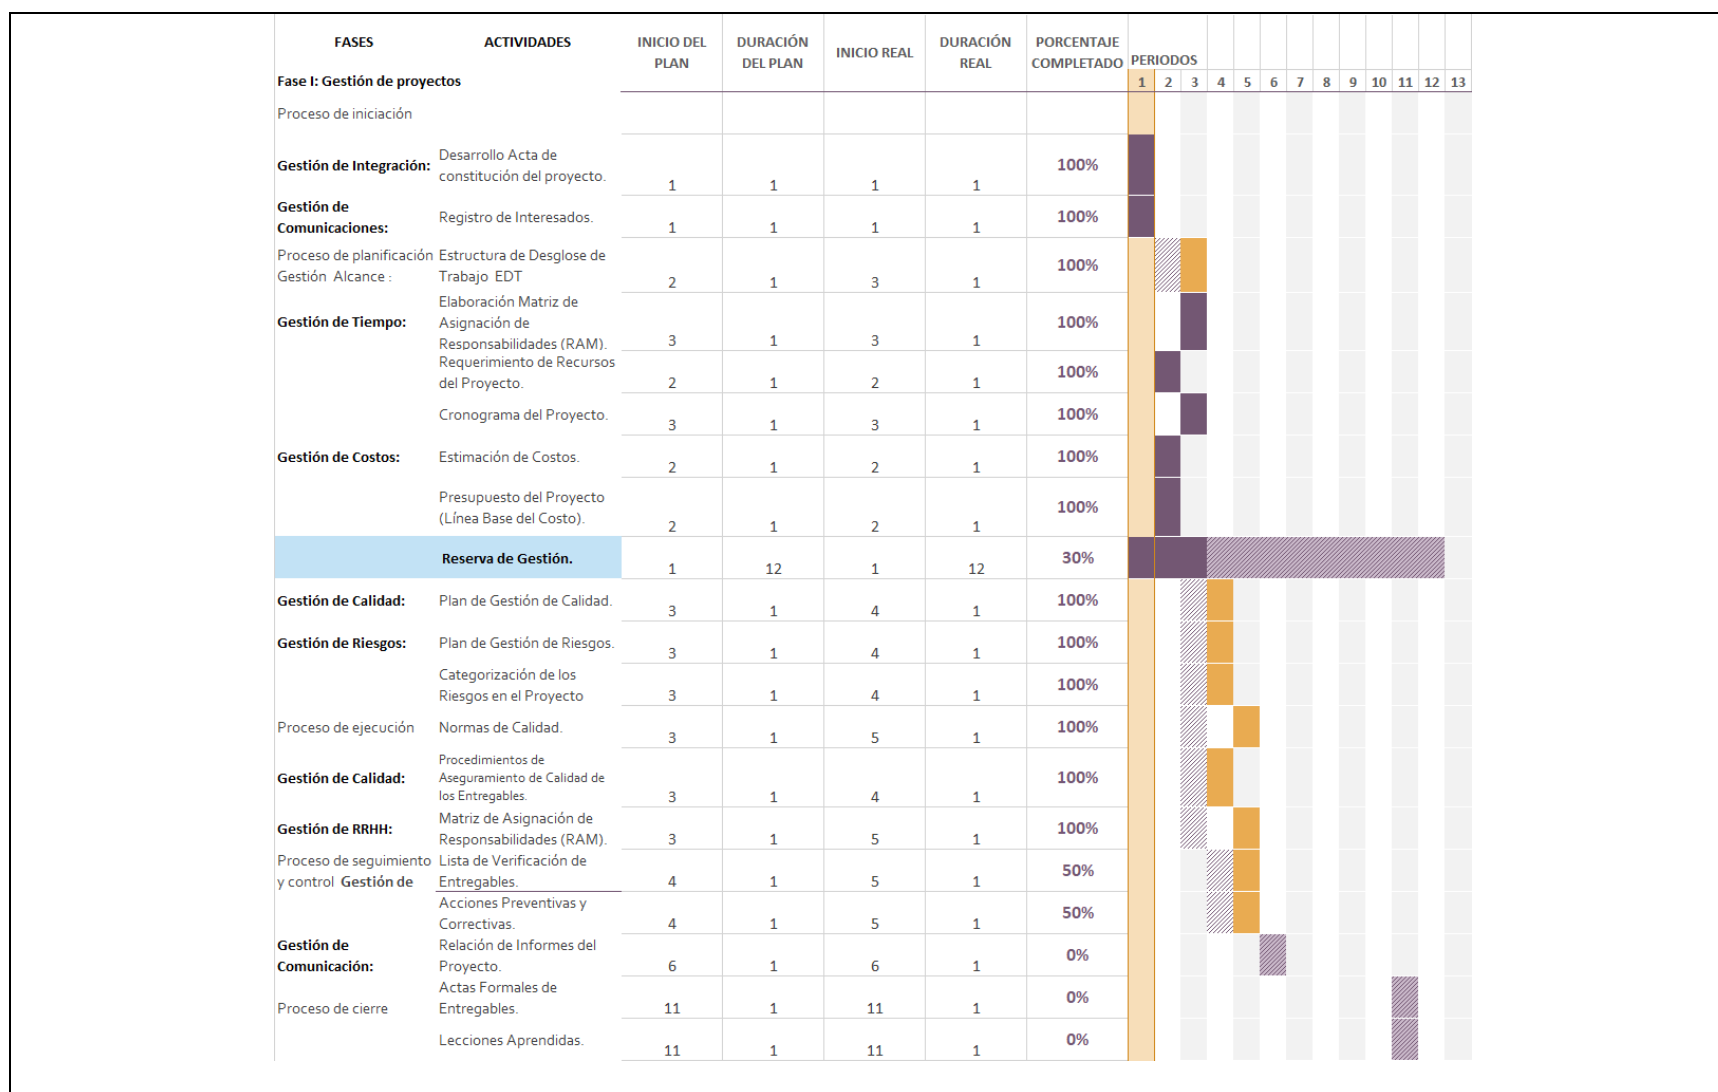 FASES ACTIVIDADES INICIO DEL PLAN DURACIÓN DEL PLAN INICIO REAL DURACIÓN REAL PORCENTAJE COMPLETADO PERIODOS
Fase I: Gestión de proyectos 1 2 3 4 5 6 7 8 9 10 11 12 13
Proceso de iniciación
Gestión de Integración: Desarrollo Acta de constitución del proyecto. 1 1 1 1 100%
Gestión de Comunicaciones: Registro de Interesados. 1 1 1 1 100%
Proceso de planificación Gestión Alcance : Estructura de Desglose de Trabajo EDT 2 1 3 1 100%
Gestión de Tiempo: Elaboración Matriz de Asignación de Responsabilidades (RAM). 3 1 3 1 100%
Requerimiento de Recursos del Proyecto. 2 1 2 1 100%
Cronograma del Proyecto. 3 1 3 1 100%
Gestión de Costos: Estimación de Costos. 2 1 2 1 100%
Presupuesto del Proyecto (Línea Base del Costo). 2 1 2 1 100%
Reserva de Gestión. 1 12 1 12 30%
Gestión de Calidad: Plan de Gestión de Calidad. 3 1 4 1 100%
Gestión de Riesgos: Plan de Gestión de Riesgos. 3 1 4 1 100%
Categorización de los Riesgos en el Proyecto 3 1 4 1 100%
Proceso de ejecución Normas de Calidad. 3 1 5 1 100%
Gestión de Calidad: Procedimientos de Aseguramiento de Calidad de los Entregables. 3 1 4 1 100%
Gestión de RRHH: Matriz de Asignación de Responsabilidades (RAM). 3 1 5 1 100%
Proceso de seguimiento y control Gestión de Lista de Verificación de Entregables. 4 1 5 1 50%
Acciones Preventivas y Correctivas. 4 1 5 1 50%
Gestión de Comunicación: Relación de Informes del Proyecto. 6 1 6 1 0%
Proceso de cierre Actas Formales de Entregables. 11 1 11 1 0%
Lecciones Aprendidas. 11 1 11 1 0%